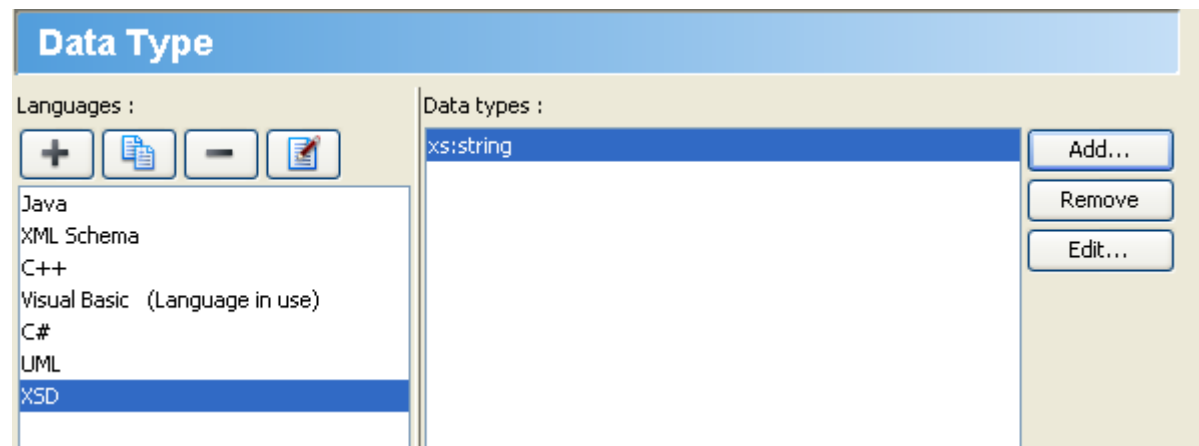 Data Type
Languages :
Java
XML Schema
C++
Visual Basic (Language in use)
C#
UML
XSD
Data types :
xs:string
Add...
Remove
Edit...